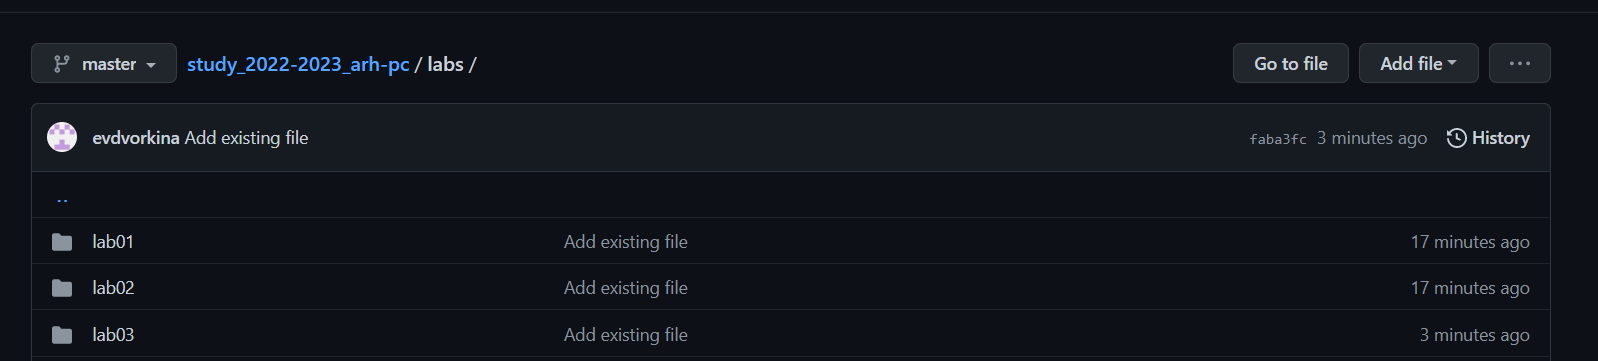 master study_2022-2023_arh-pc / labs / Go to file Add file ...
evdvorkina Add existing file faba3fc 3 minutes ago History
..
lab01 Add existing file 17 minutes ago
lab02 Add existing file 17 minutes ago
lab03 Add existing file 3 minutes ago